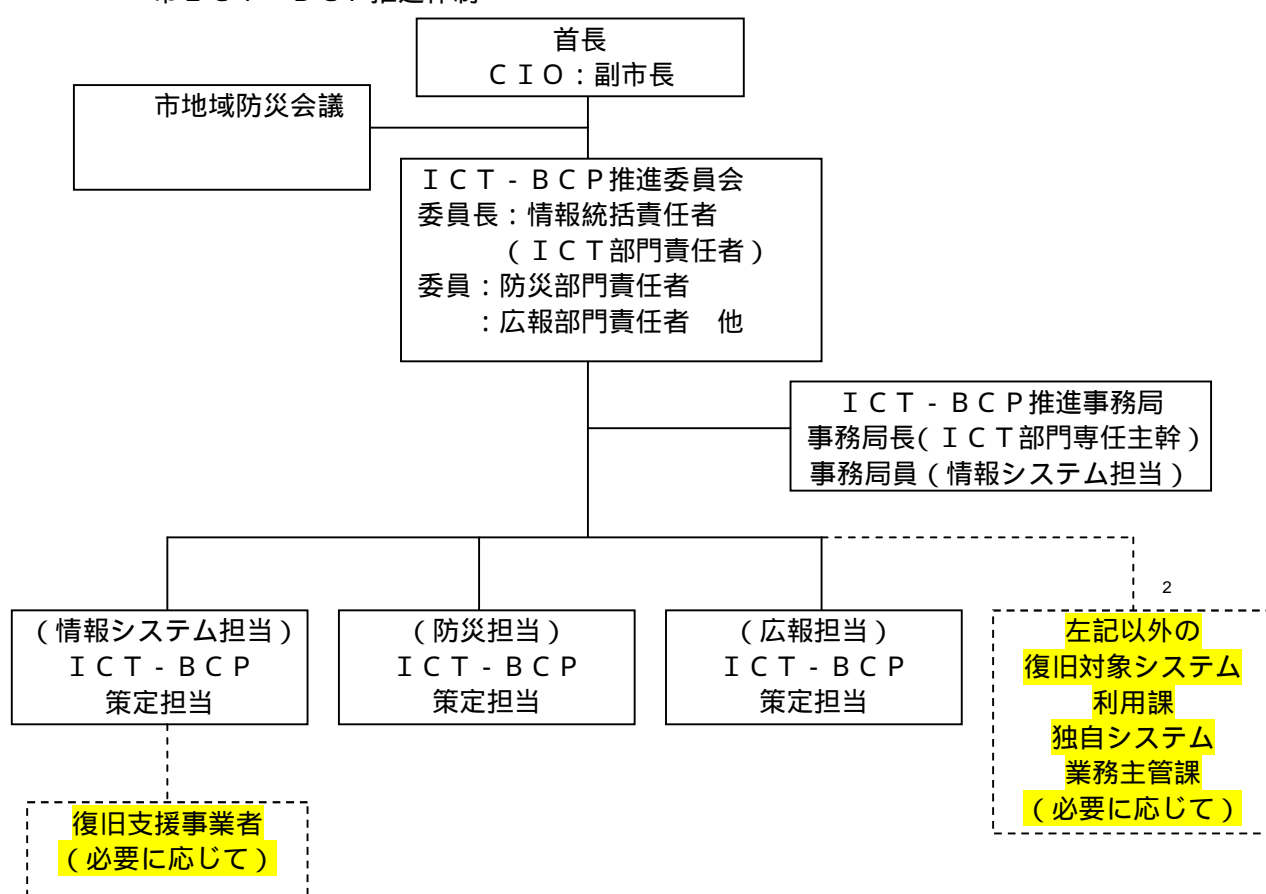 首長
ＣＩＯ：副市長
市地域防災会議
ＩＣＴ‐ＢＣＰ推進委員会
委員長：情報統括責任者
（ＩＣＴ部門責任者）
委員：防災部門責任者
：広報部門責任者　他
ＩＣＴ‐ＢＣＰ推進事務局
事務局長(ＩＣＴ部門専任主幹）
事務局員（情報システム担当）
（情報システム担当）
ＩＣＴ‐ＢＣＰ
策定担当
（防災担当）
ＩＣＴ‐ＢＣＰ
策定担当
（広報担当）
ＩＣＴ‐ＢＣＰ
策定担当
2
左記以外の
復旧対象システム
利用課
独自システム
業務主管課
（必要に応じて）
復旧支援事業者
（必要に応じて）